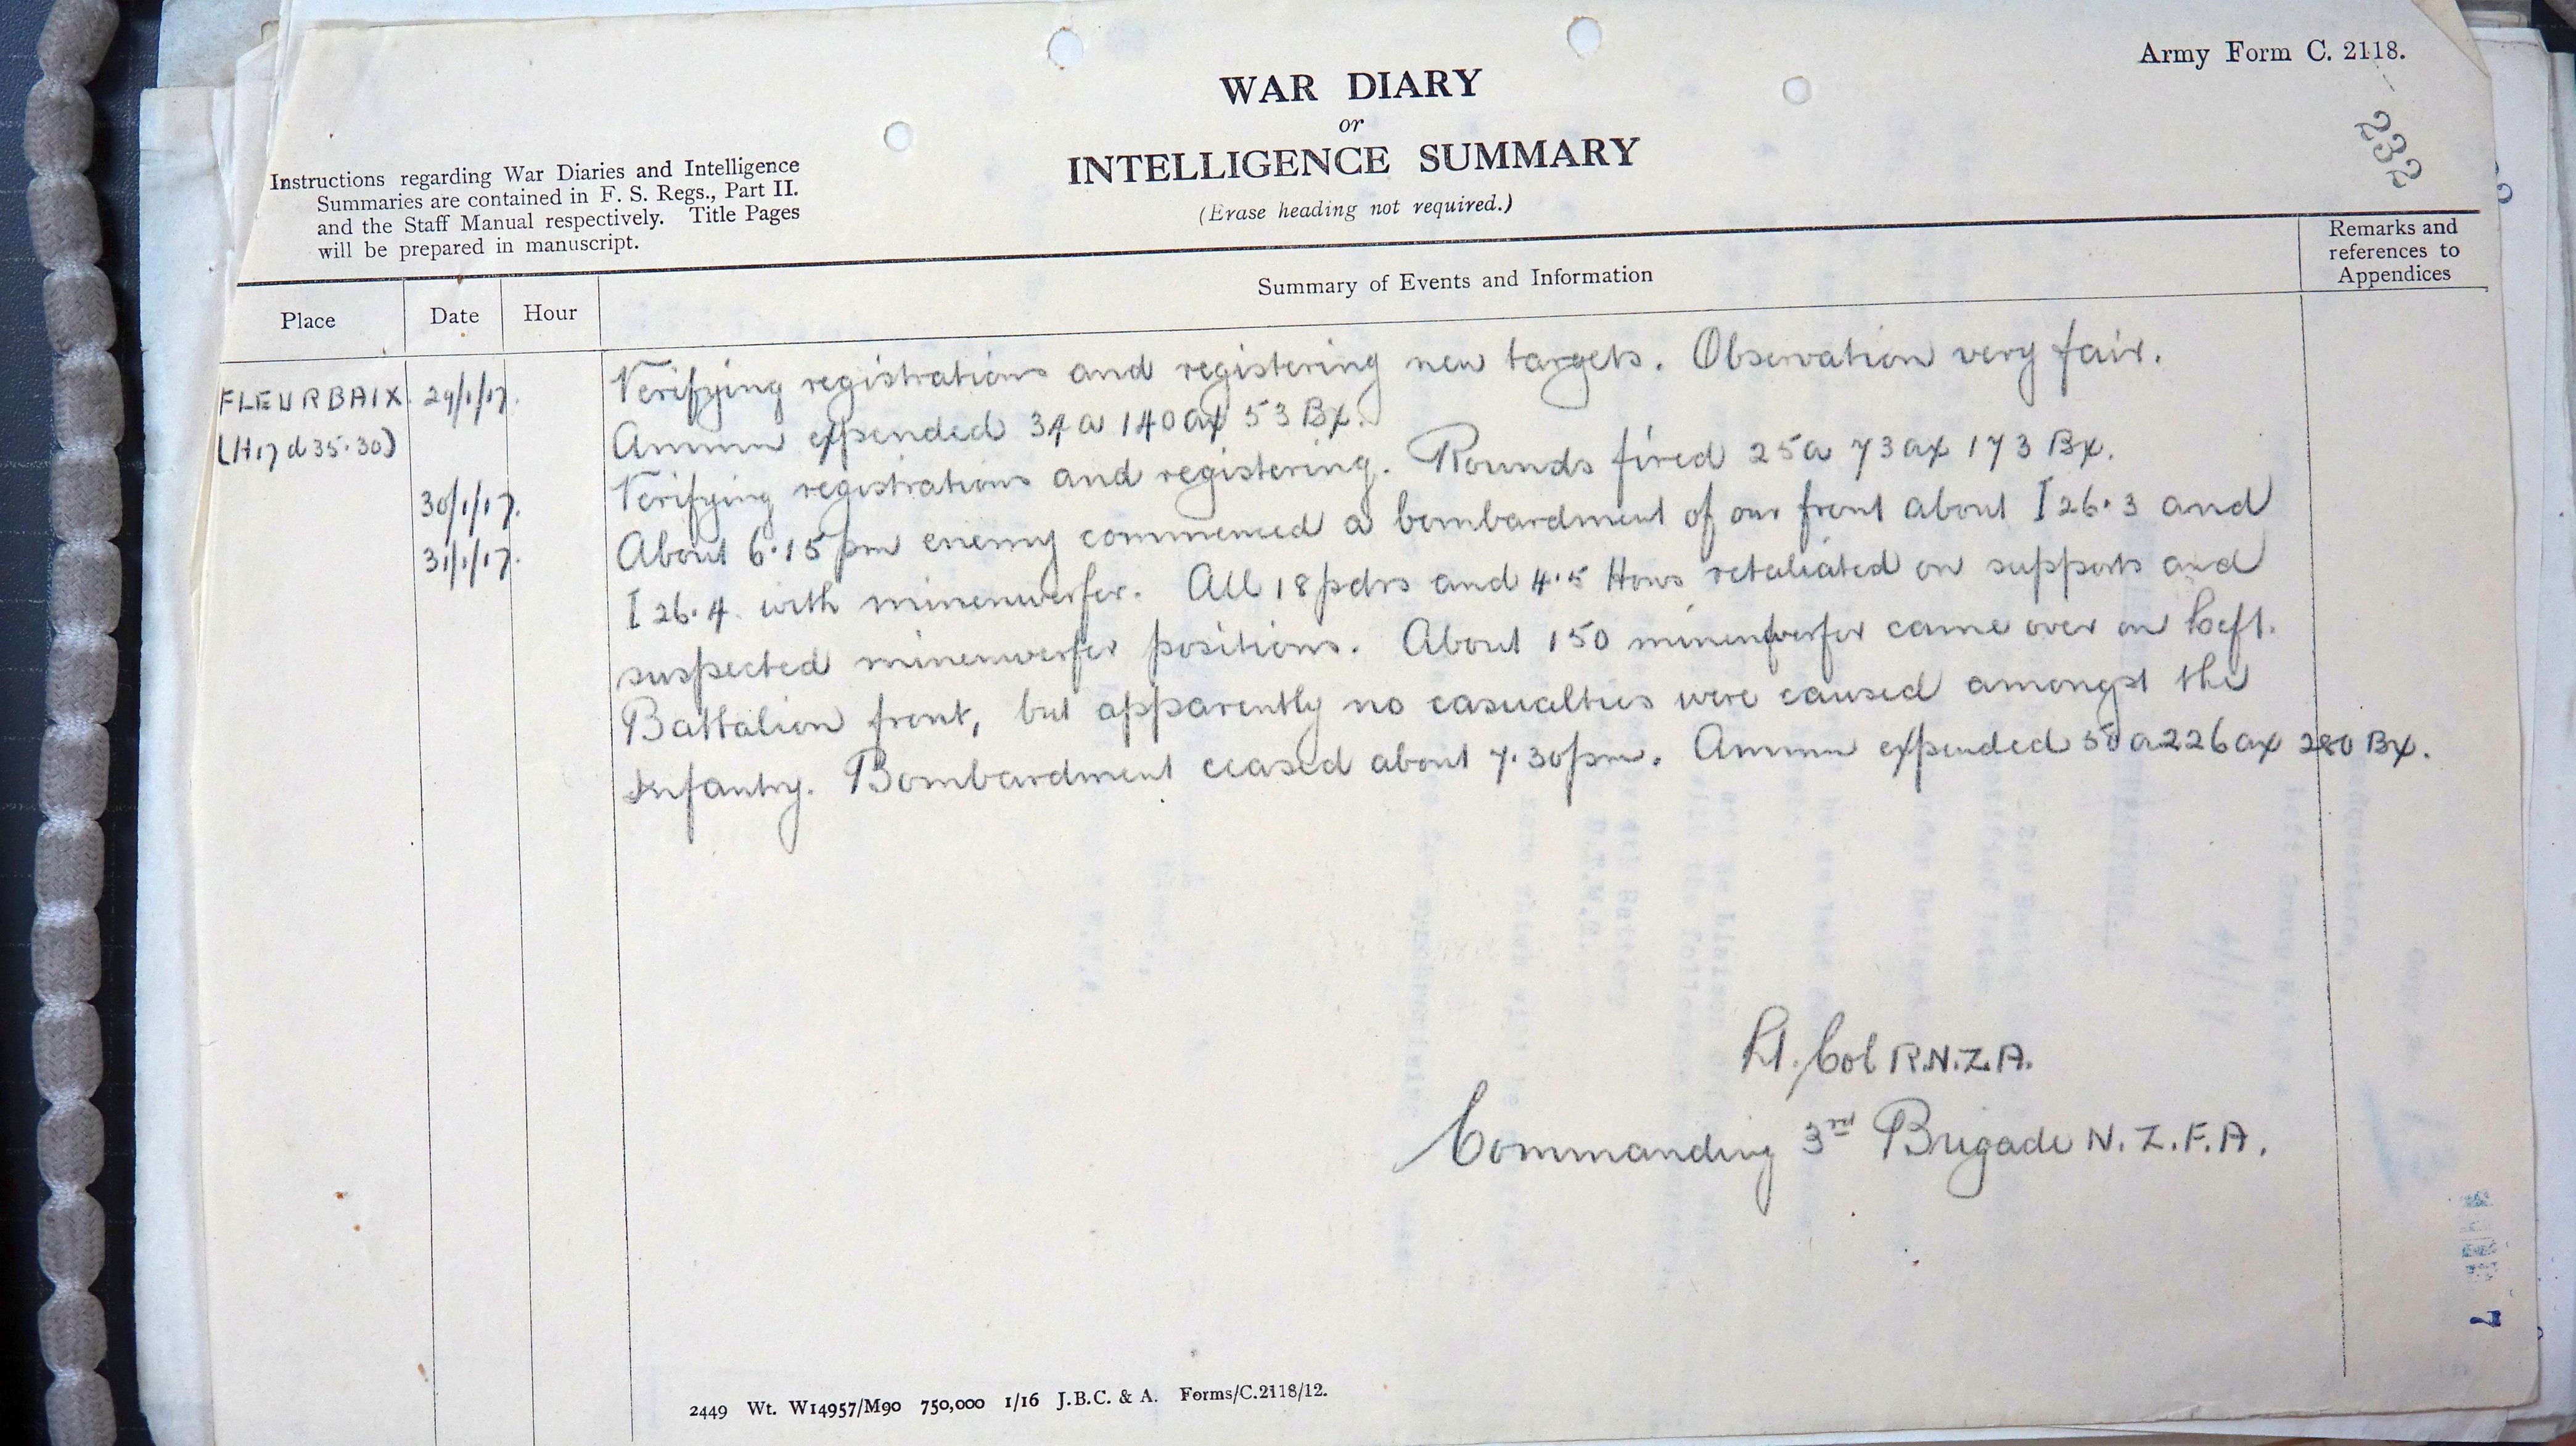 Army Form C. 2118.
232
WAR DIARY
or
INTELLIGENCE SUMMARY
(Erase heading not required.)
Instructions regarding War Diaries and Intelligence
Summaries are contained in F. S. Regs., Part II.
and the Staff Manual respectively. Title Pages
will be prepared in manuscript.
Place Date Hour Summary of Events and Information Remarks and
references to
Appendices
FLEURBAIX 29/1/17. Verifying registrations and registering new targets. Observation very fair.
(H17 d 35.30) Ammn expended 34 a 140 ax 53 Bx.
30/1/17. Verifying registrations and registering. Rounds fired 25a 73 ax 173 Bx.
31/1/17. About 6.15 pm enemy commenced a bombardment of our front about I 26.3 and
I 26.4 with minenwerfer. All 18 pdrs and 4.5 Hows retaliated on supports and
suspected minenwerfer positions. About 150 minenwerfer came over on Left.
Battalion front, but apparently no casualties were caused amongst the
Infantry. Bombardment ceased about 7.30 pm. Ammn expended 50 a 226 ax 280 Bx.
Lt. Col R.N.Z.A.
Commanding 3rd Brigade N.Z.F.A.
2449 Wt. W14957/M90 750,000 1/16 J.B.C. & A. Forms/C.2118/12.